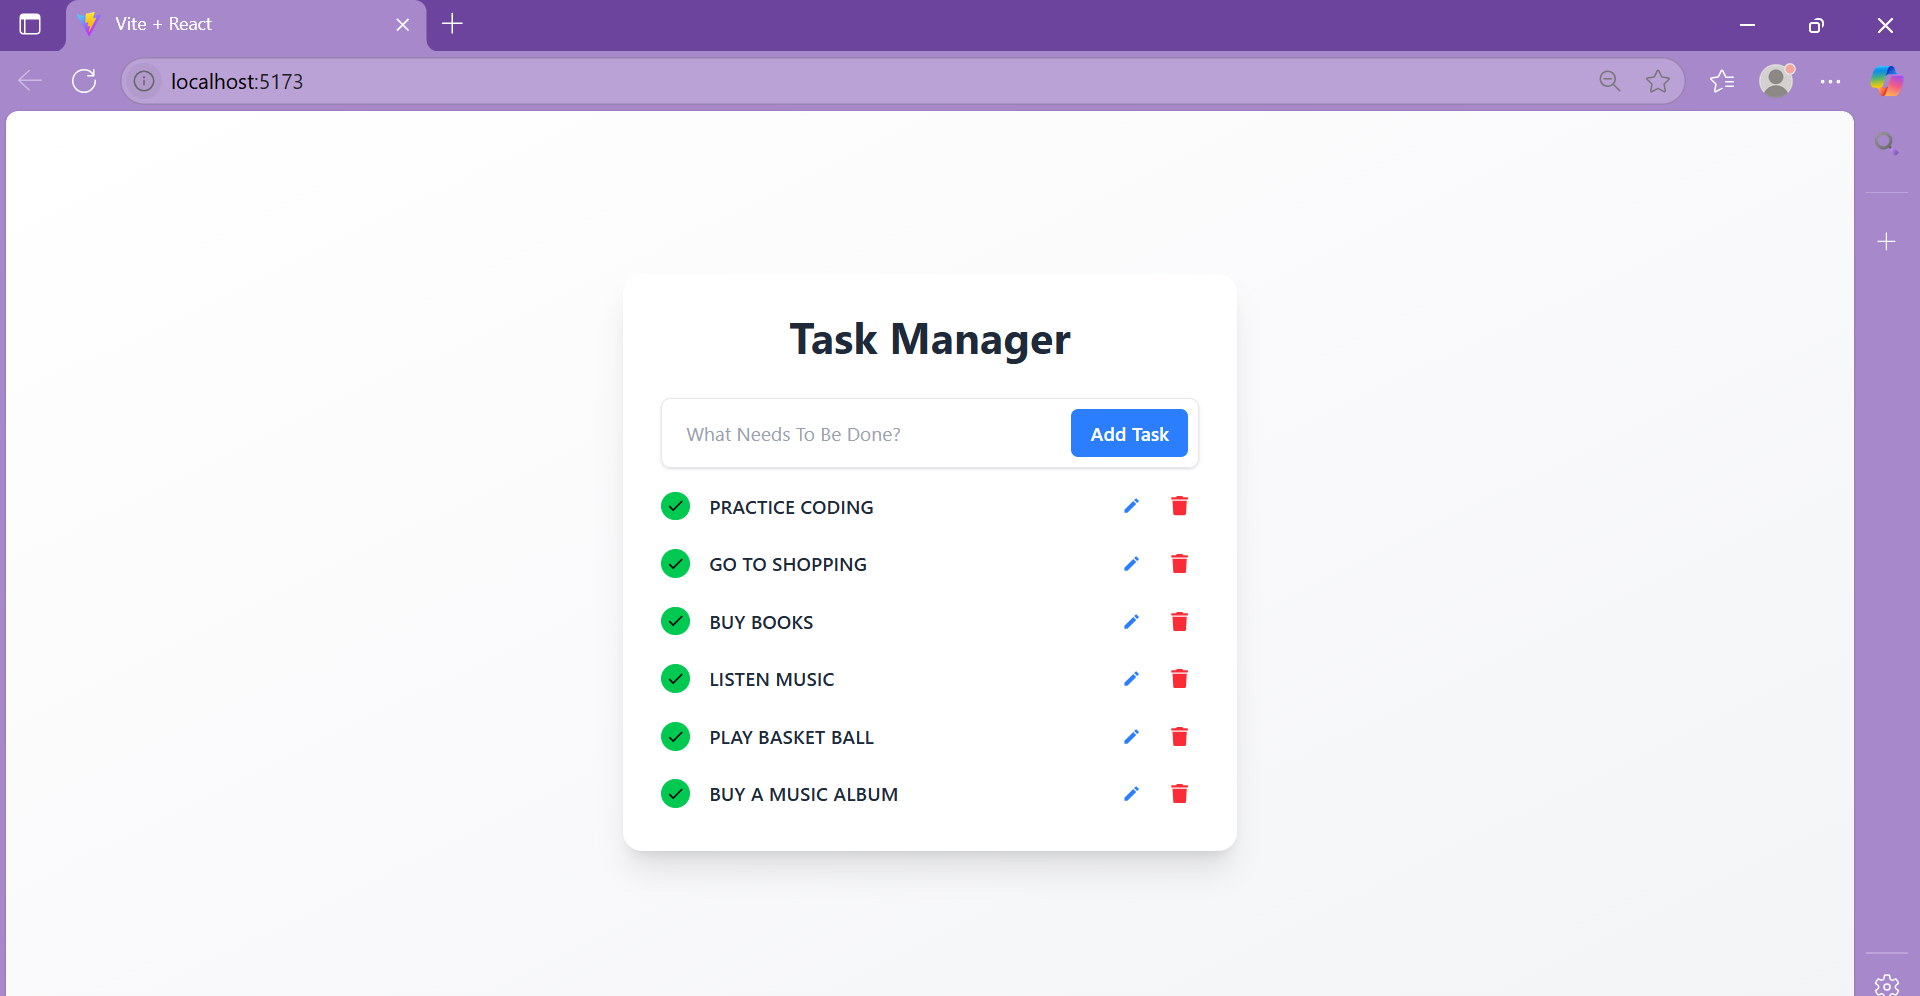 Vite + React
localhost:5173
Task Manager
What Needs To Be Done?
Add Task
PRACTICE CODING
GO TO SHOPPING
BUY BOOKS
LISTEN MUSIC
PLAY BASKET BALL
BUY A MUSIC ALBUM